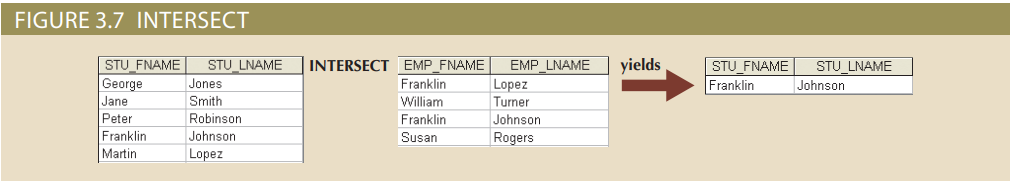 FIGURE 3.7 INTERSECT
STU_FNAME STU_LNAME INTERSECT EMP_FNAME EMP_LNAME yields STU_FNAME STU_LNAME
George Jones Franklin Lopez Franklin Johnson
Jane Smith William Turner
Peter Robinson Franklin Johnson
Franklin Johnson Susan Rogers
Martin Lopez